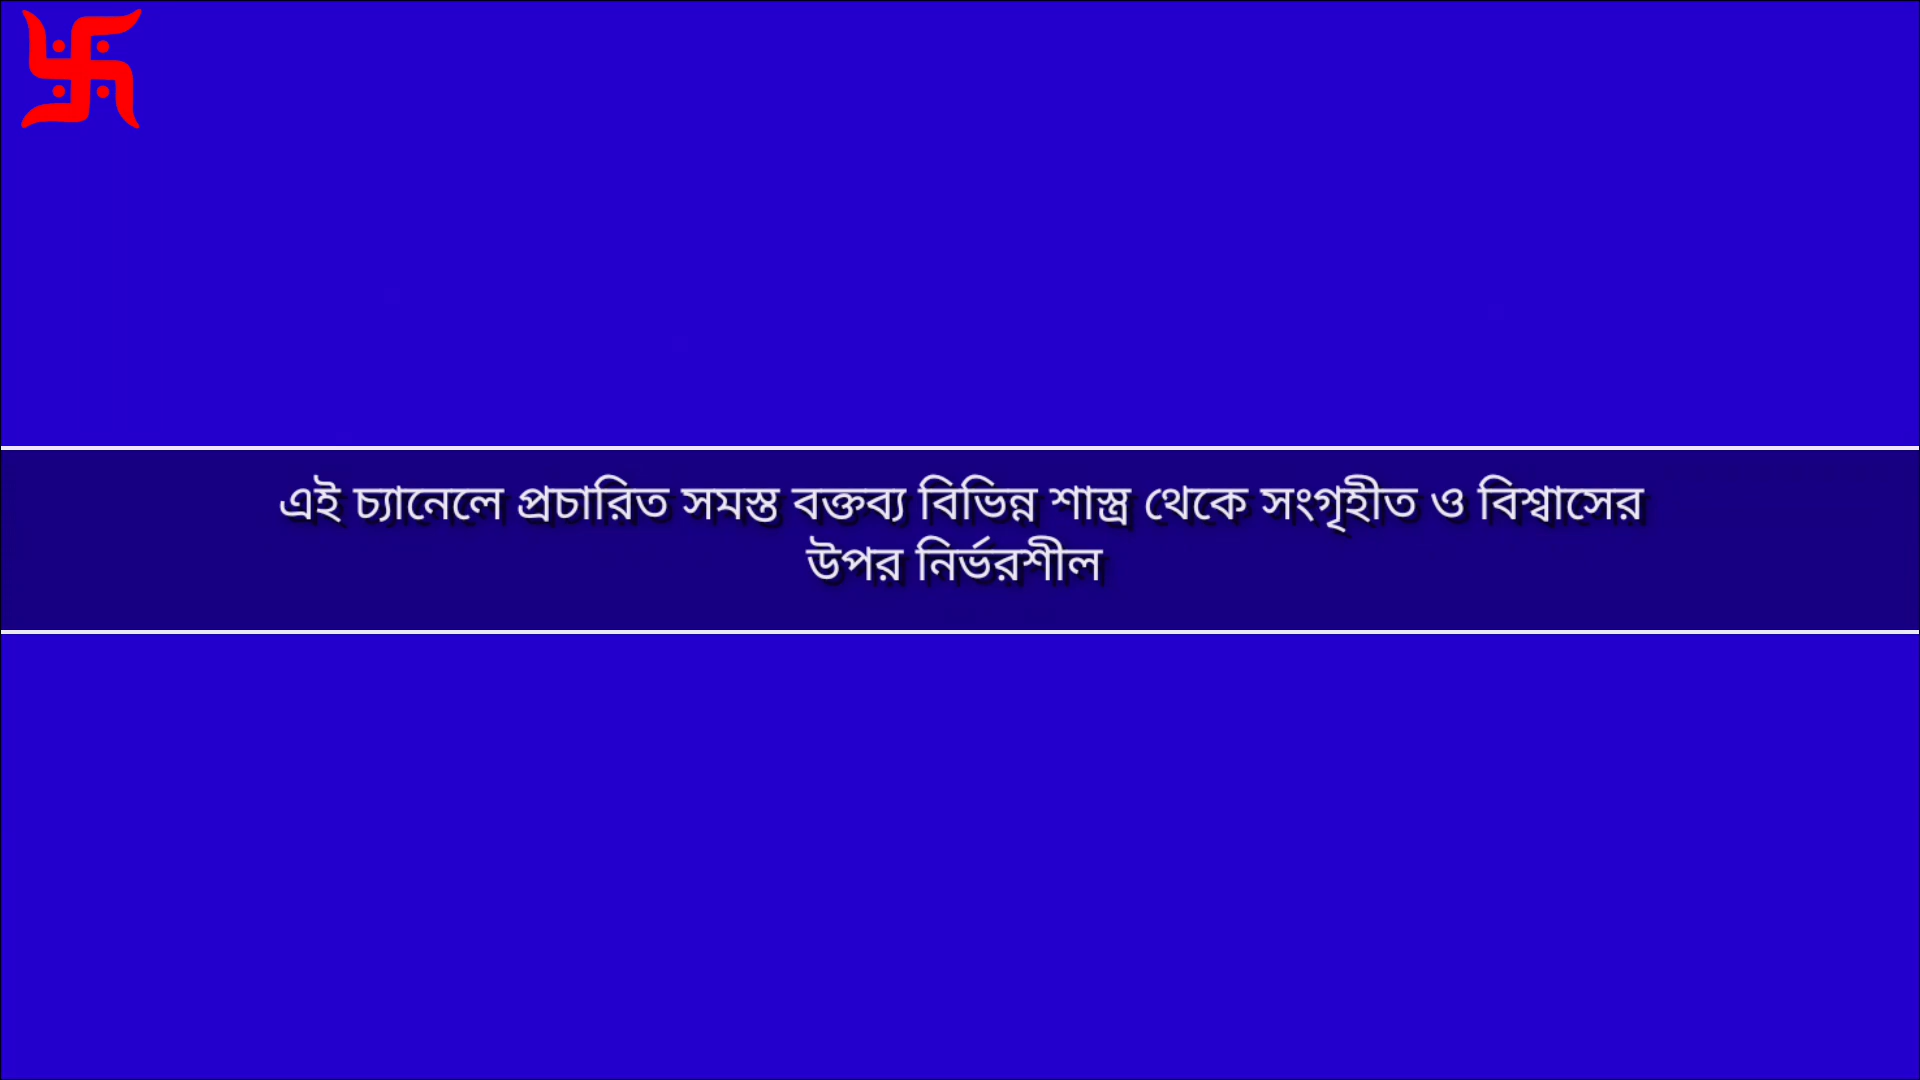 এই চ্যানেলে প্রচারিত সমস্ত বক্তব্য বিভিন্ন শাস্ত্র থেকে সংগৃহীত ও বিশ্বাসের
উপর নির্ভরশীল